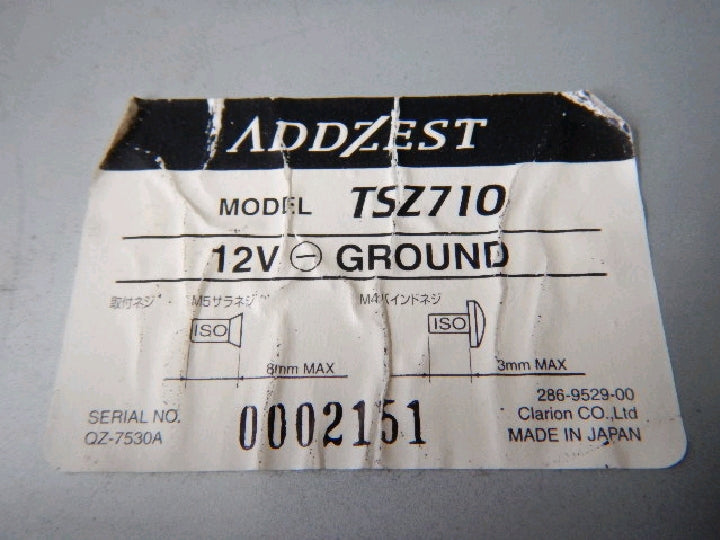 ADDZEST
MODEL TSZ710
12V ⊖ GROUND
取付ネジ M5サラネジ M4バインドネジ
ISO ISO
8mm MAX 3mm MAX
286-9529-00
SERIAL NO. 0002151 Clarion CO.,Ltd
QZ-7530A MADE IN JAPAN